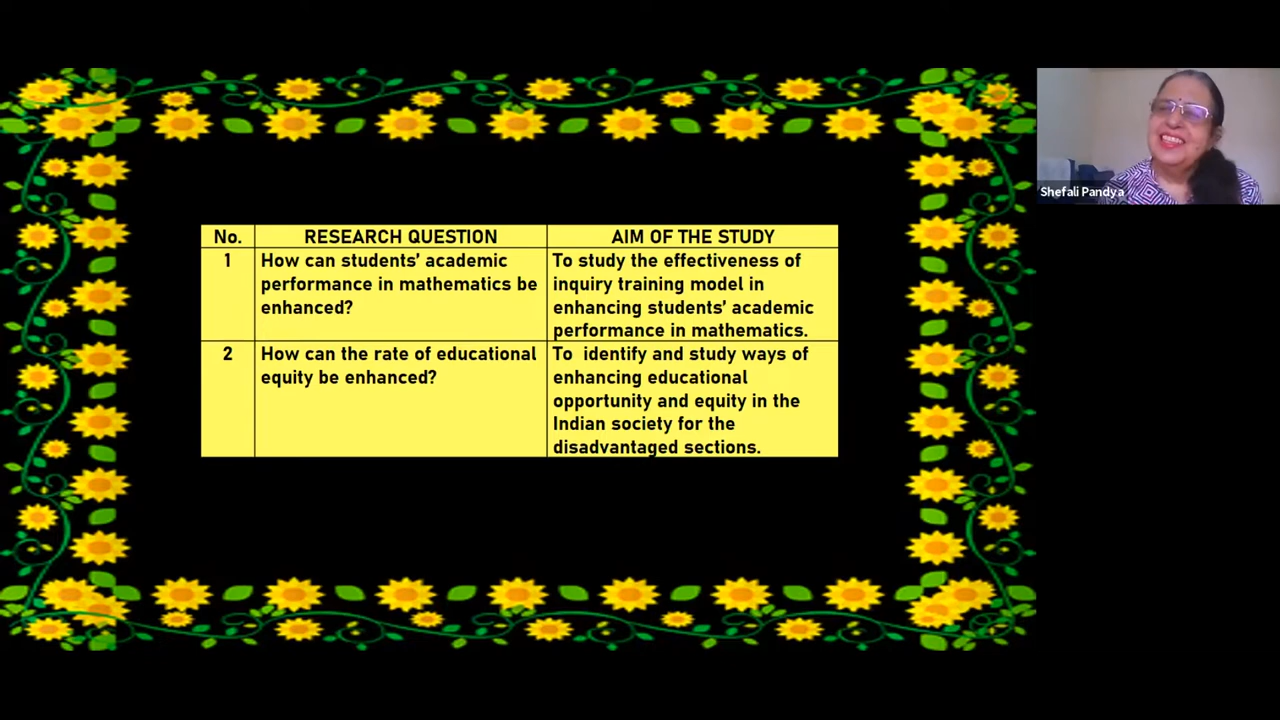 No. RESEARCH QUESTION AIM OF THE STUDY
1 How can students’ academic
performance in mathematics be
enhanced?
To study the effectiveness of
inquiry training model in
enhancing students’ academic
performance in mathematics.
2 How can the rate of educational
equity be enhanced?
To identify and study ways of
enhancing educational
opportunity and equity in the
Indian society for the
disadvantaged sections.
Shefali Pandya